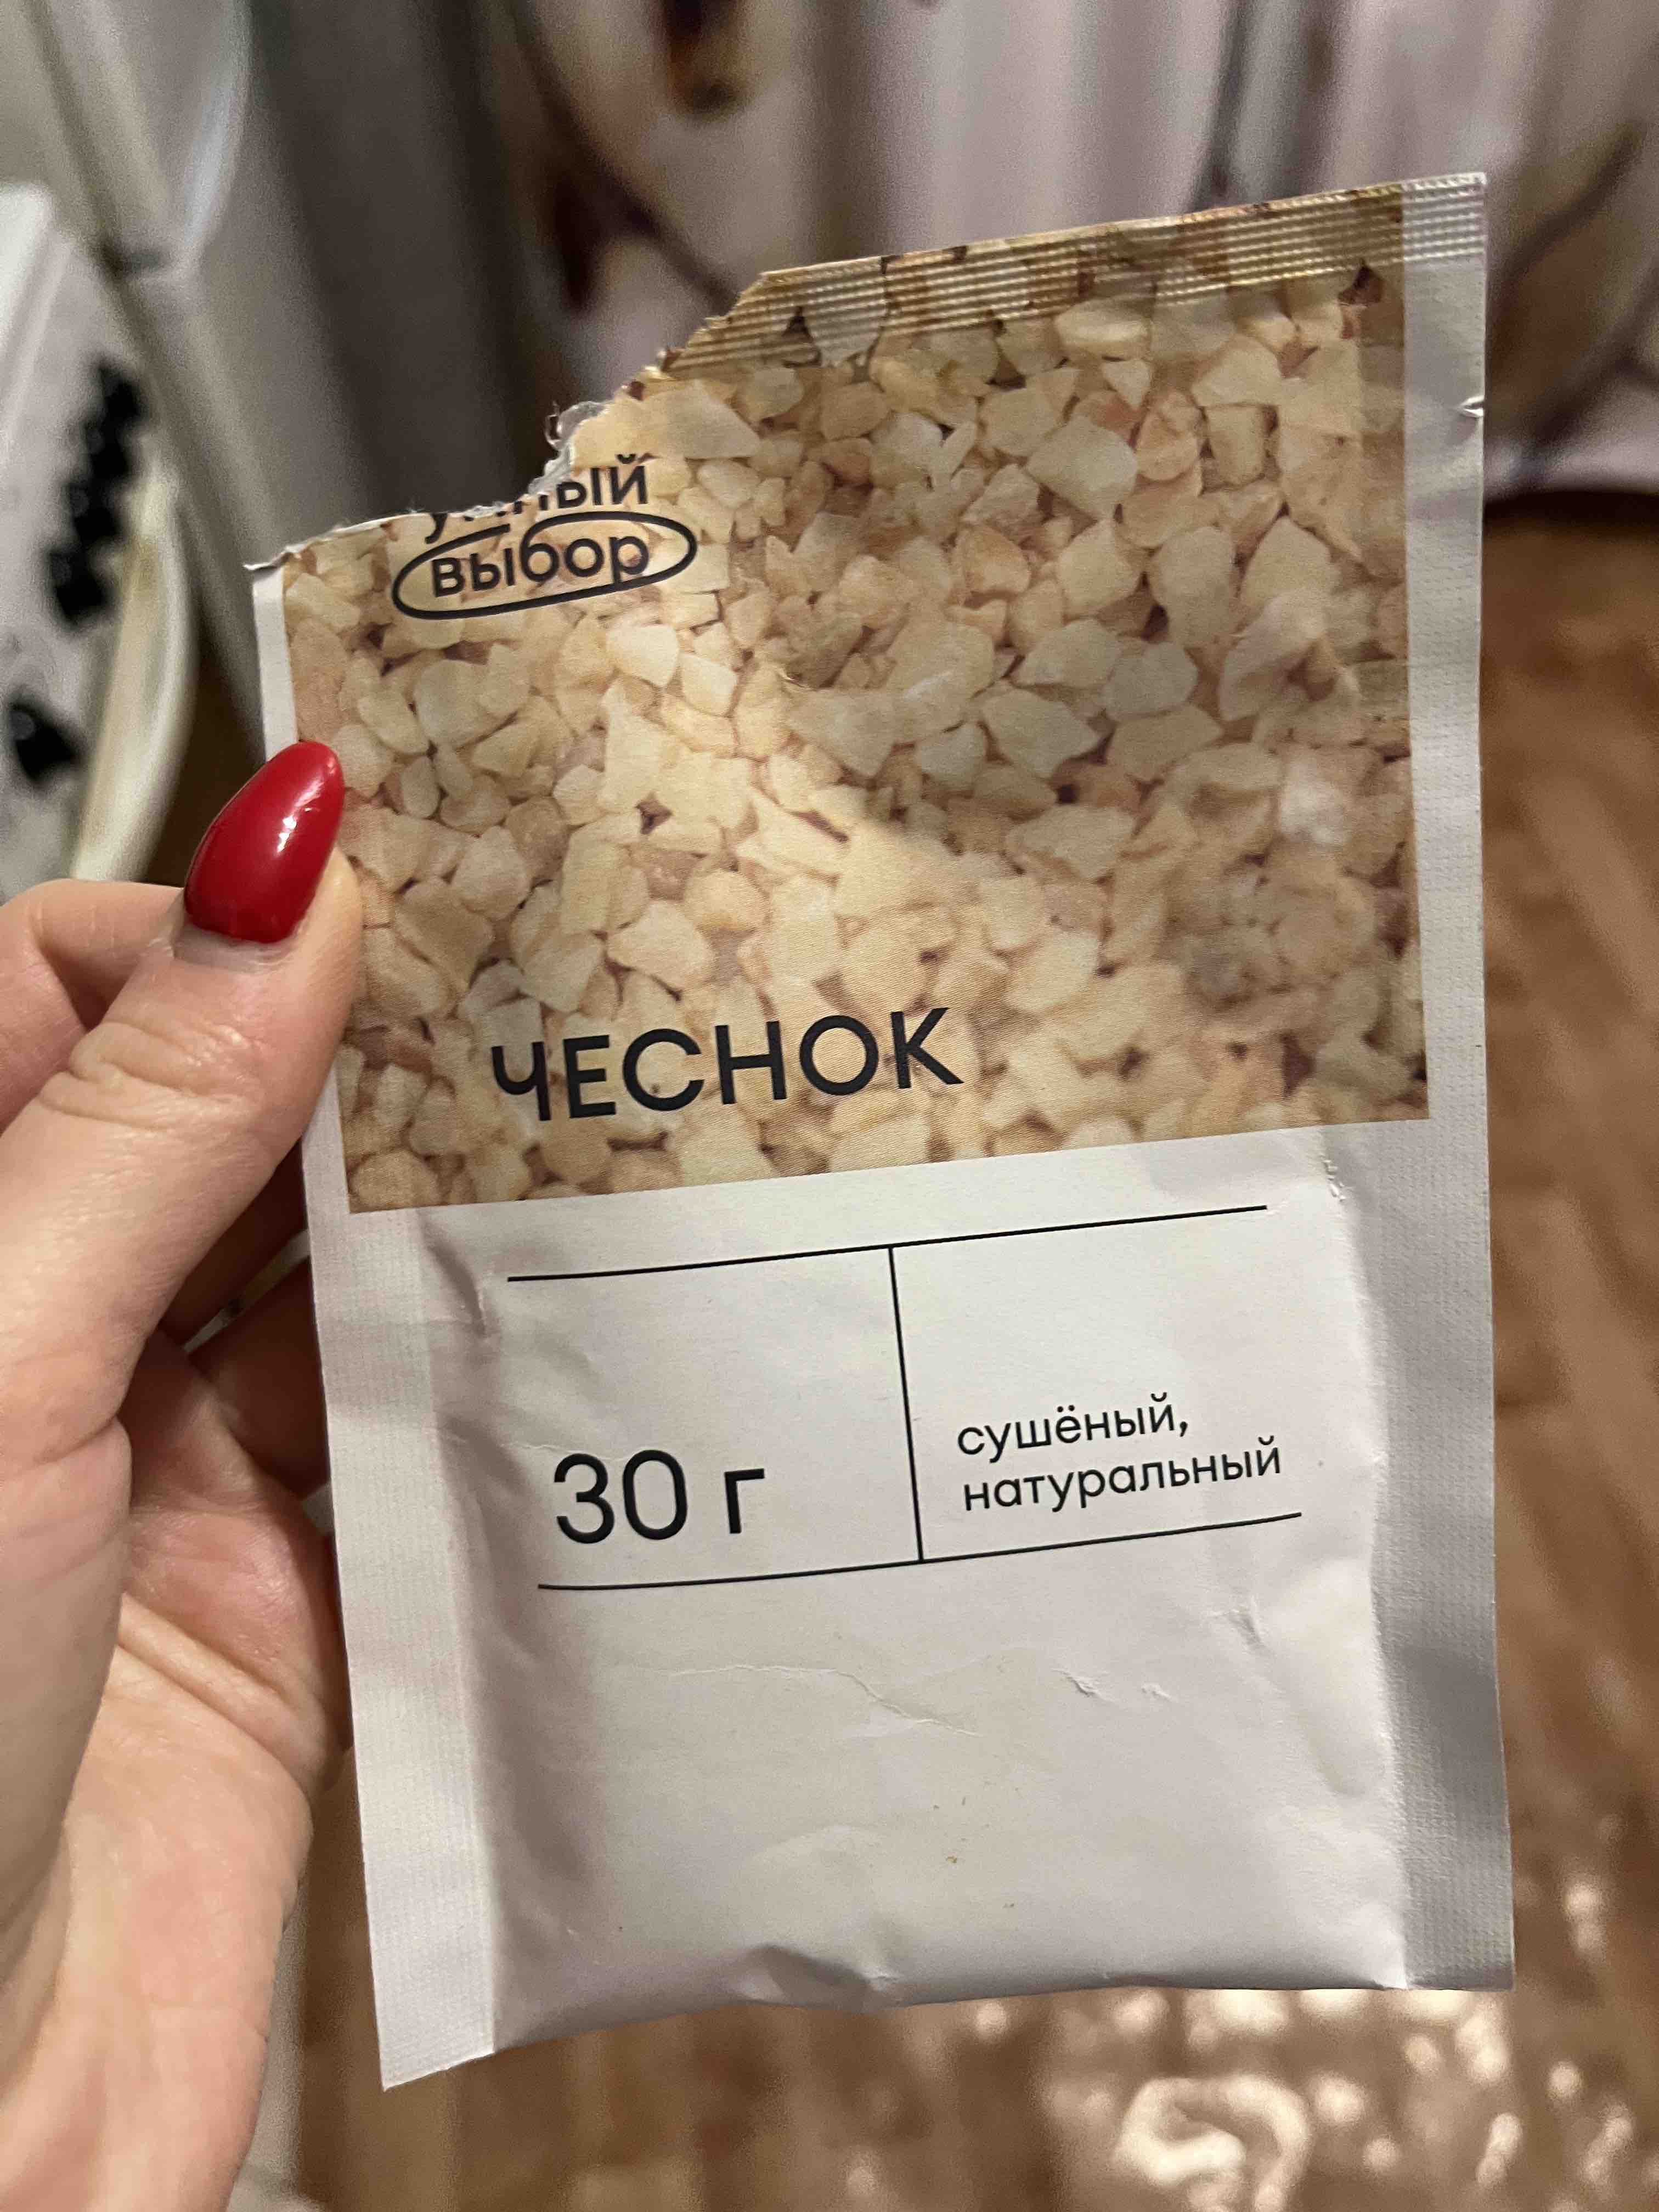 выбор
ЧЕСНОК
30 г
сушёный,
натуральный